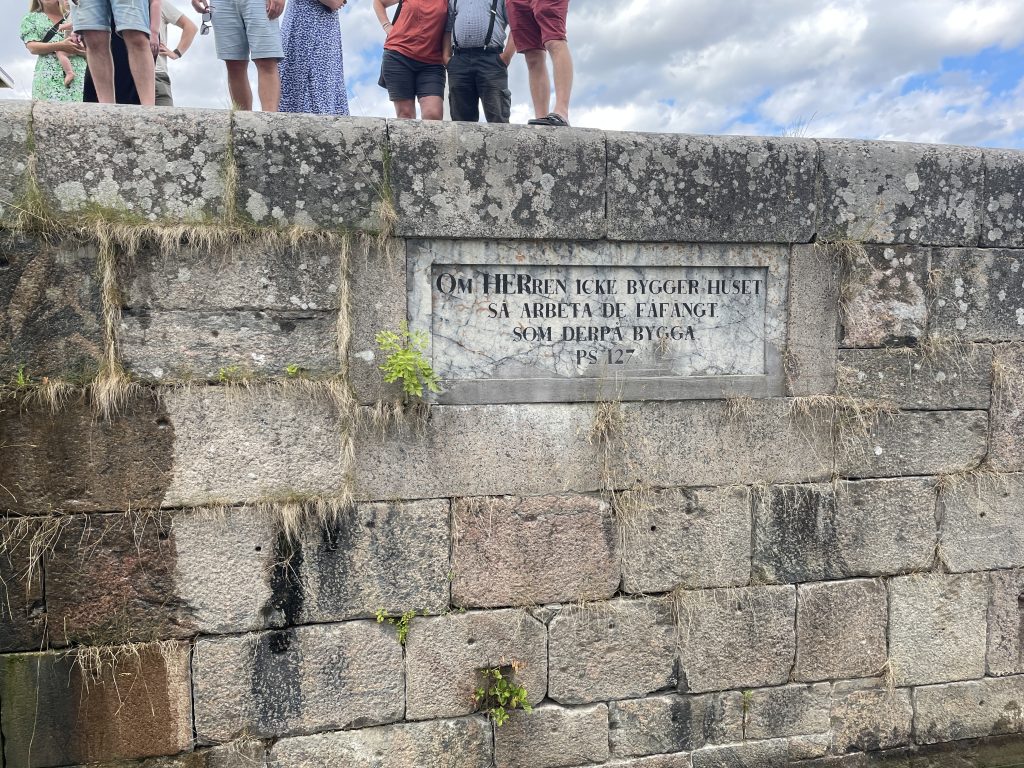 OM HERREN ICKE BYGGER HUSET
SÅ ARBETA DE FÅFÄNGT
SOM DERPÅ BYGGA
PS 127